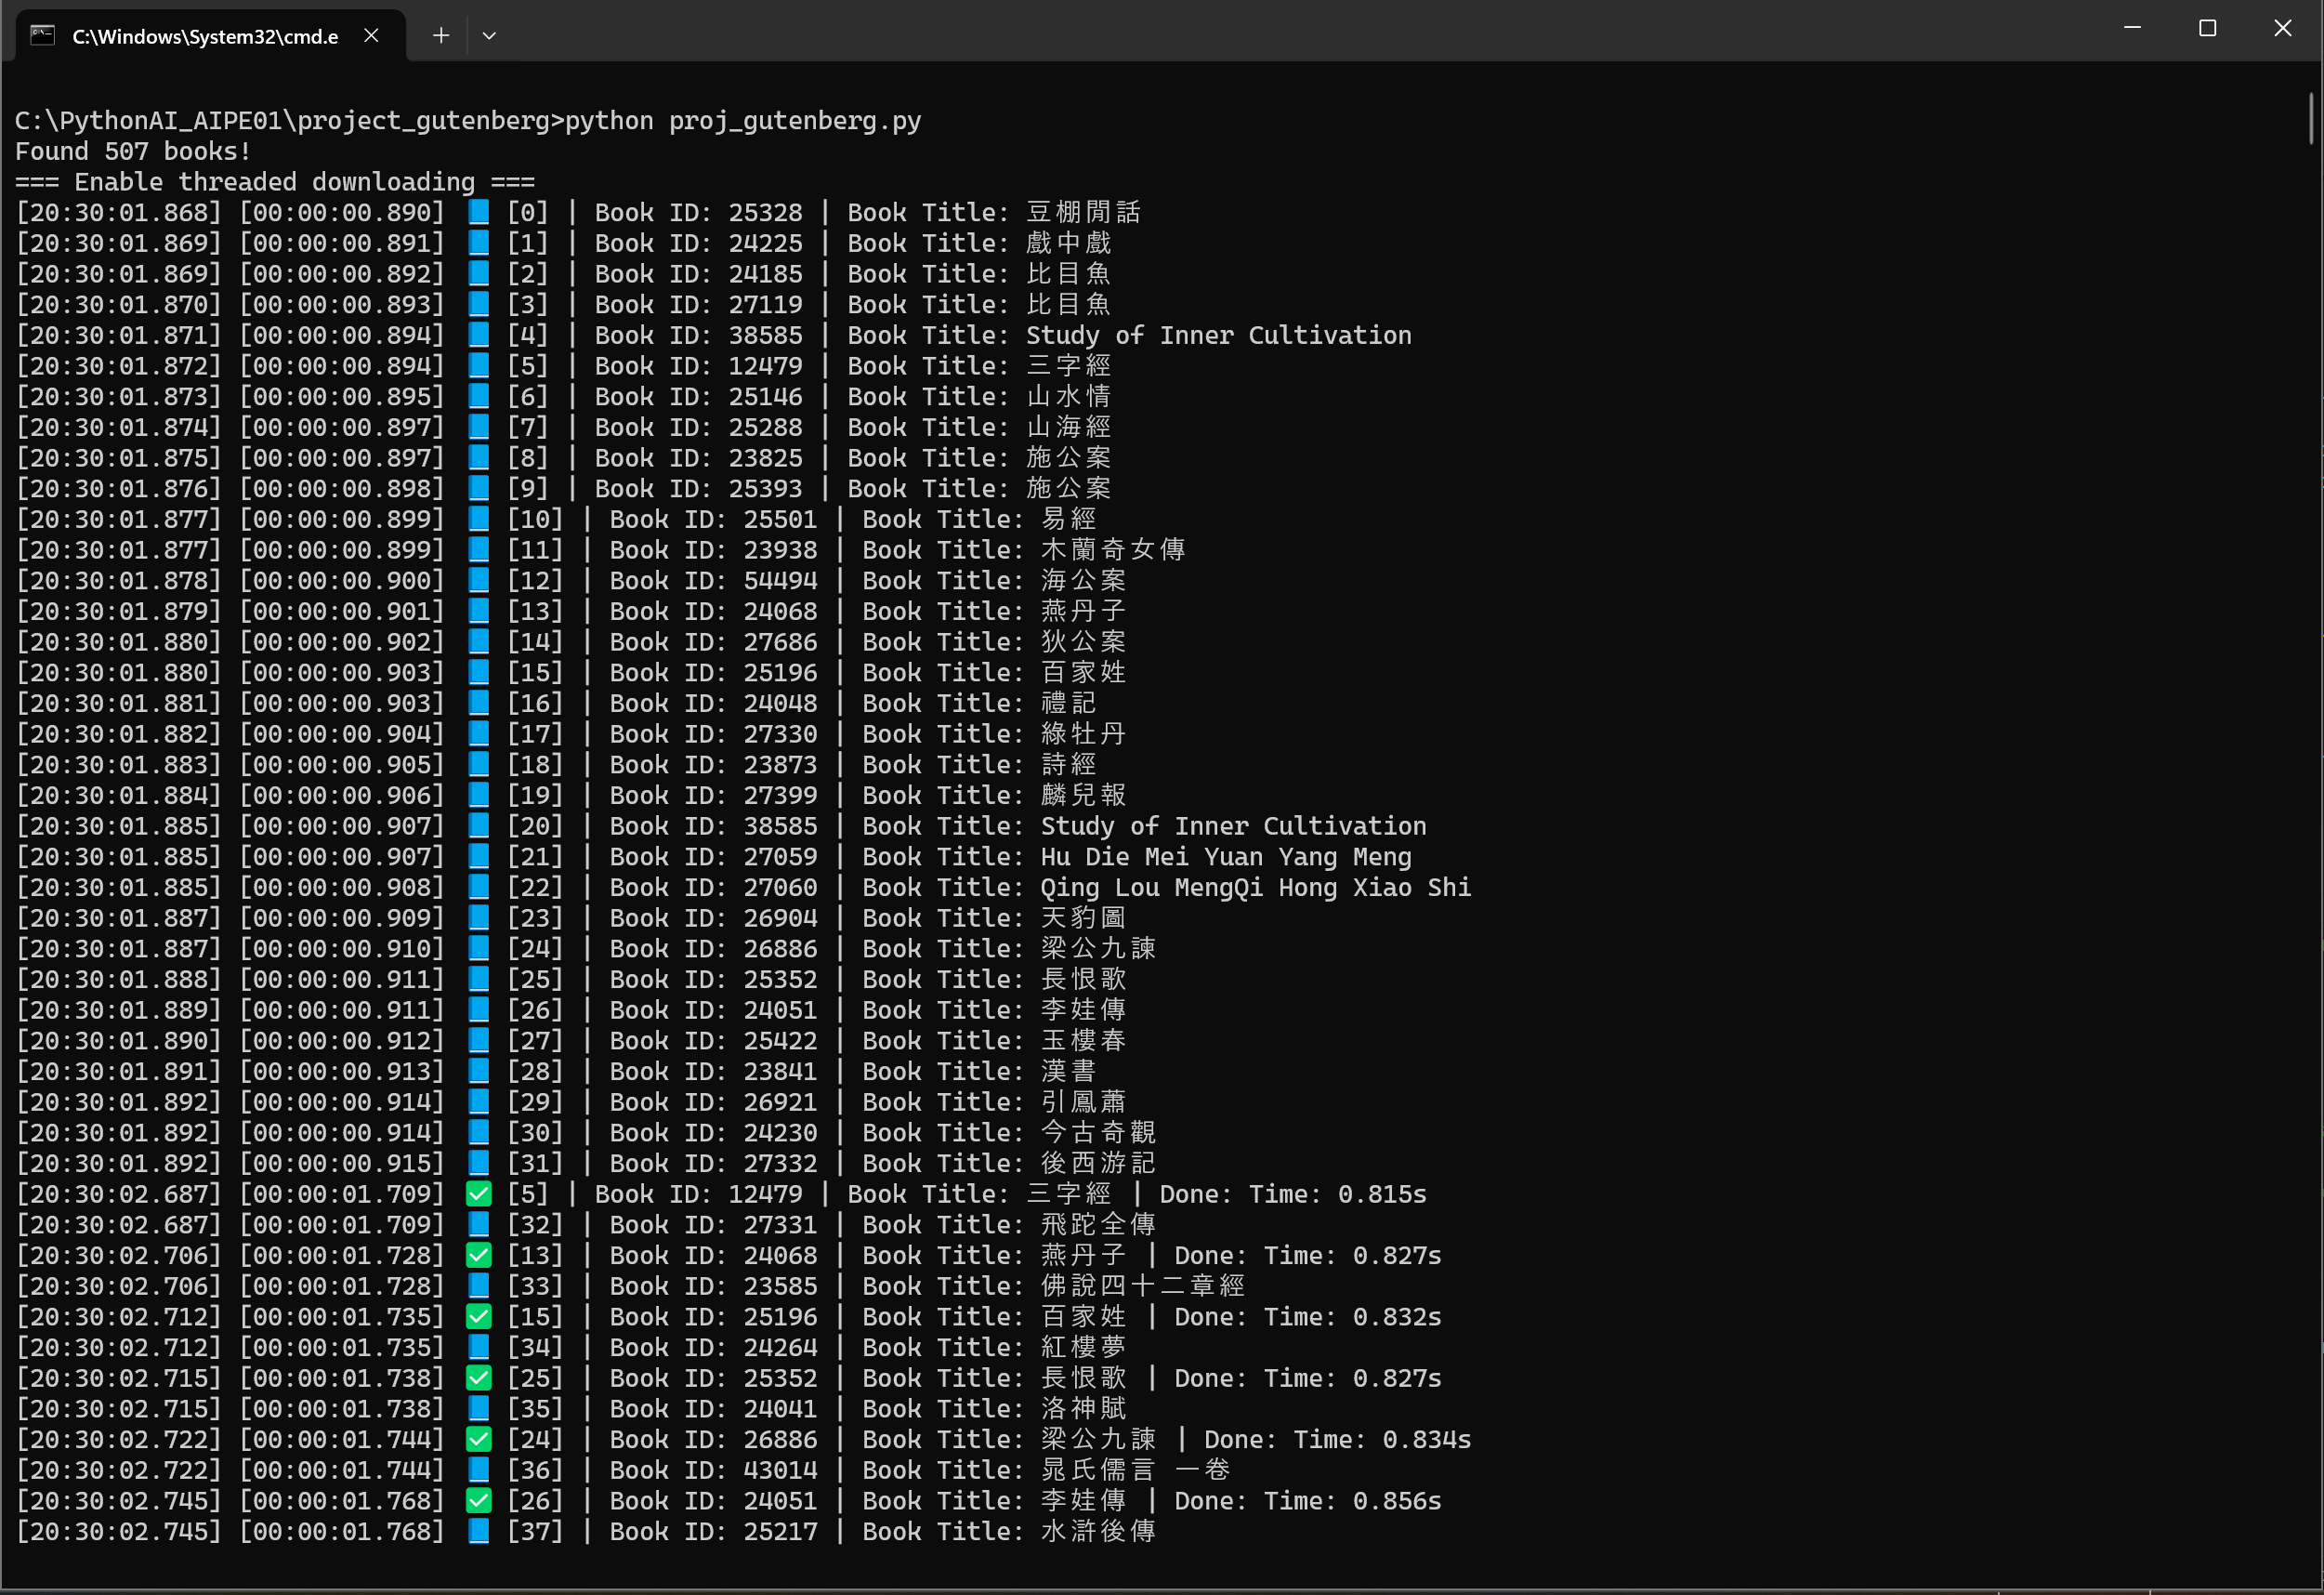 C:\Windows\System32\cmd.e
C:\PythonAI_AIPE01\project_gutenberg>python proj_gutenberg.py
Found 507 books!
=== Enable threaded downloading ===
[20:30:01.868] [00:00:00.890] 📘 [0] | Book ID: 25328 | Book Title: 豆棚閒話
[20:30:01.869] [00:00:00.891] 📘 [1] | Book ID: 24225 | Book Title: 戲中戲
[20:30:01.869] [00:00:00.892] 📘 [2] | Book ID: 24185 | Book Title: 比目魚
[20:30:01.870] [00:00:00.893] 📘 [3] | Book ID: 27119 | Book Title: 比目魚
[20:30:01.871] [00:00:00.894] 📘 [4] | Book ID: 38585 | Book Title: Study of Inner Cultivation
[20:30:01.872] [00:00:00.894] 📘 [5] | Book ID: 12479 | Book Title: 三字經
[20:30:01.873] [00:00:00.895] 📘 [6] | Book ID: 25146 | Book Title: 山水情
[20:30:01.874] [00:00:00.897] 📘 [7] | Book ID: 25288 | Book Title: 山海經
[20:30:01.875] [00:00:00.897] 📘 [8] | Book ID: 23825 | Book Title: 施公案
[20:30:01.876] [00:00:00.898] 📘 [9] | Book ID: 25393 | Book Title: 施公案
[20:30:01.877] [00:00:00.899] 📘 [10] | Book ID: 25501 | Book Title: 易經
[20:30:01.877] [00:00:00.899] 📘 [11] | Book ID: 23938 | Book Title: 木蘭奇女傳
[20:30:01.878] [00:00:00.900] 📘 [12] | Book ID: 54494 | Book Title: 海公案
[20:30:01.879] [00:00:00.901] 📘 [13] | Book ID: 24068 | Book Title: 燕丹子
[20:30:01.880] [00:00:00.902] 📘 [14] | Book ID: 27686 | Book Title: 狄公案
[20:30:01.880] [00:00:00.903] 📘 [15] | Book ID: 25196 | Book Title: 百家姓
[20:30:01.881] [00:00:00.903] 📘 [16] | Book ID: 24048 | Book Title: 禮記
[20:30:01.882] [00:00:00.904] 📘 [17] | Book ID: 27330 | Book Title: 綠牡丹
[20:30:01.883] [00:00:00.905] 📘 [18] | Book ID: 23873 | Book Title: 詩經
[20:30:01.884] [00:00:00.906] 📘 [19] | Book ID: 27399 | Book Title: 麟兒報
[20:30:01.885] [00:00:00.907] 📘 [20] | Book ID: 38585 | Book Title: Study of Inner Cultivation
[20:30:01.885] [00:00:00.907] 📘 [21] | Book ID: 27059 | Book Title: Hu Die Mei Yuan Yang Meng
[20:30:01.885] [00:00:00.908] 📘 [22] | Book ID: 27060 | Book Title: Qing Lou MengQi Hong Xiao Shi
[20:30:01.887] [00:00:00.909] 📘 [23] | Book ID: 26904 | Book Title: 天豹圖
[20:30:01.887] [00:00:00.910] 📘 [24] | Book ID: 26886 | Book Title: 梁公九諫
[20:30:01.888] [00:00:00.911] 📘 [25] | Book ID: 25352 | Book Title: 長恨歌
[20:30:01.889] [00:00:00.911] 📘 [26] | Book ID: 24051 | Book Title: 李娃傳
[20:30:01.890] [00:00:00.912] 📘 [27] | Book ID: 25422 | Book Title: 玉樓春
[20:30:01.891] [00:00:00.913] 📘 [28] | Book ID: 23841 | Book Title: 漢書
[20:30:01.892] [00:00:00.914] 📘 [29] | Book ID: 26921 | Book Title: 引鳳蕭
[20:30:01.892] [00:00:00.914] 📘 [30] | Book ID: 24230 | Book Title: 今古奇觀
[20:30:01.892] [00:00:00.915] 📘 [31] | Book ID: 27332 | Book Title: 後西游記
[20:30:02.687] [00:00:01.709] ✅ [5] | Book ID: 12479 | Book Title: 三字經 | Done: Time: 0.815s
[20:30:02.687] [00:00:01.709] 📘 [32] | Book ID: 27331 | Book Title: 飛跎全傳
[20:30:02.706] [00:00:01.728] ✅ [13] | Book ID: 24068 | Book Title: 燕丹子 | Done: Time: 0.827s
[20:30:02.706] [00:00:01.728] 📘 [33] | Book ID: 23585 | Book Title: 佛說四十二章經
[20:30:02.712] [00:00:01.735] ✅ [15] | Book ID: 25196 | Book Title: 百家姓 | Done: Time: 0.832s
[20:30:02.712] [00:00:01.735] 📘 [34] | Book ID: 24264 | Book Title: 紅樓夢
[20:30:02.715] [00:00:01.738] ✅ [25] | Book ID: 25352 | Book Title: 長恨歌 | Done: Time: 0.827s
[20:30:02.715] [00:00:01.738] 📘 [35] | Book ID: 24041 | Book Title: 洛神賦
[20:30:02.722] [00:00:01.744] ✅ [24] | Book ID: 26886 | Book Title: 梁公九諫 | Done: Time: 0.834s
[20:30:02.722] [00:00:01.744] 📘 [36] | Book ID: 43014 | Book Title: 晁氏儒言 一卷
[20:30:02.745] [00:00:01.768] ✅ [26] | Book ID: 24051 | Book Title: 李娃傳 | Done: Time: 0.856s
[20:30:02.745] [00:00:01.768] 📘 [37] | Book ID: 25217 | Book Title: 水滸後傳